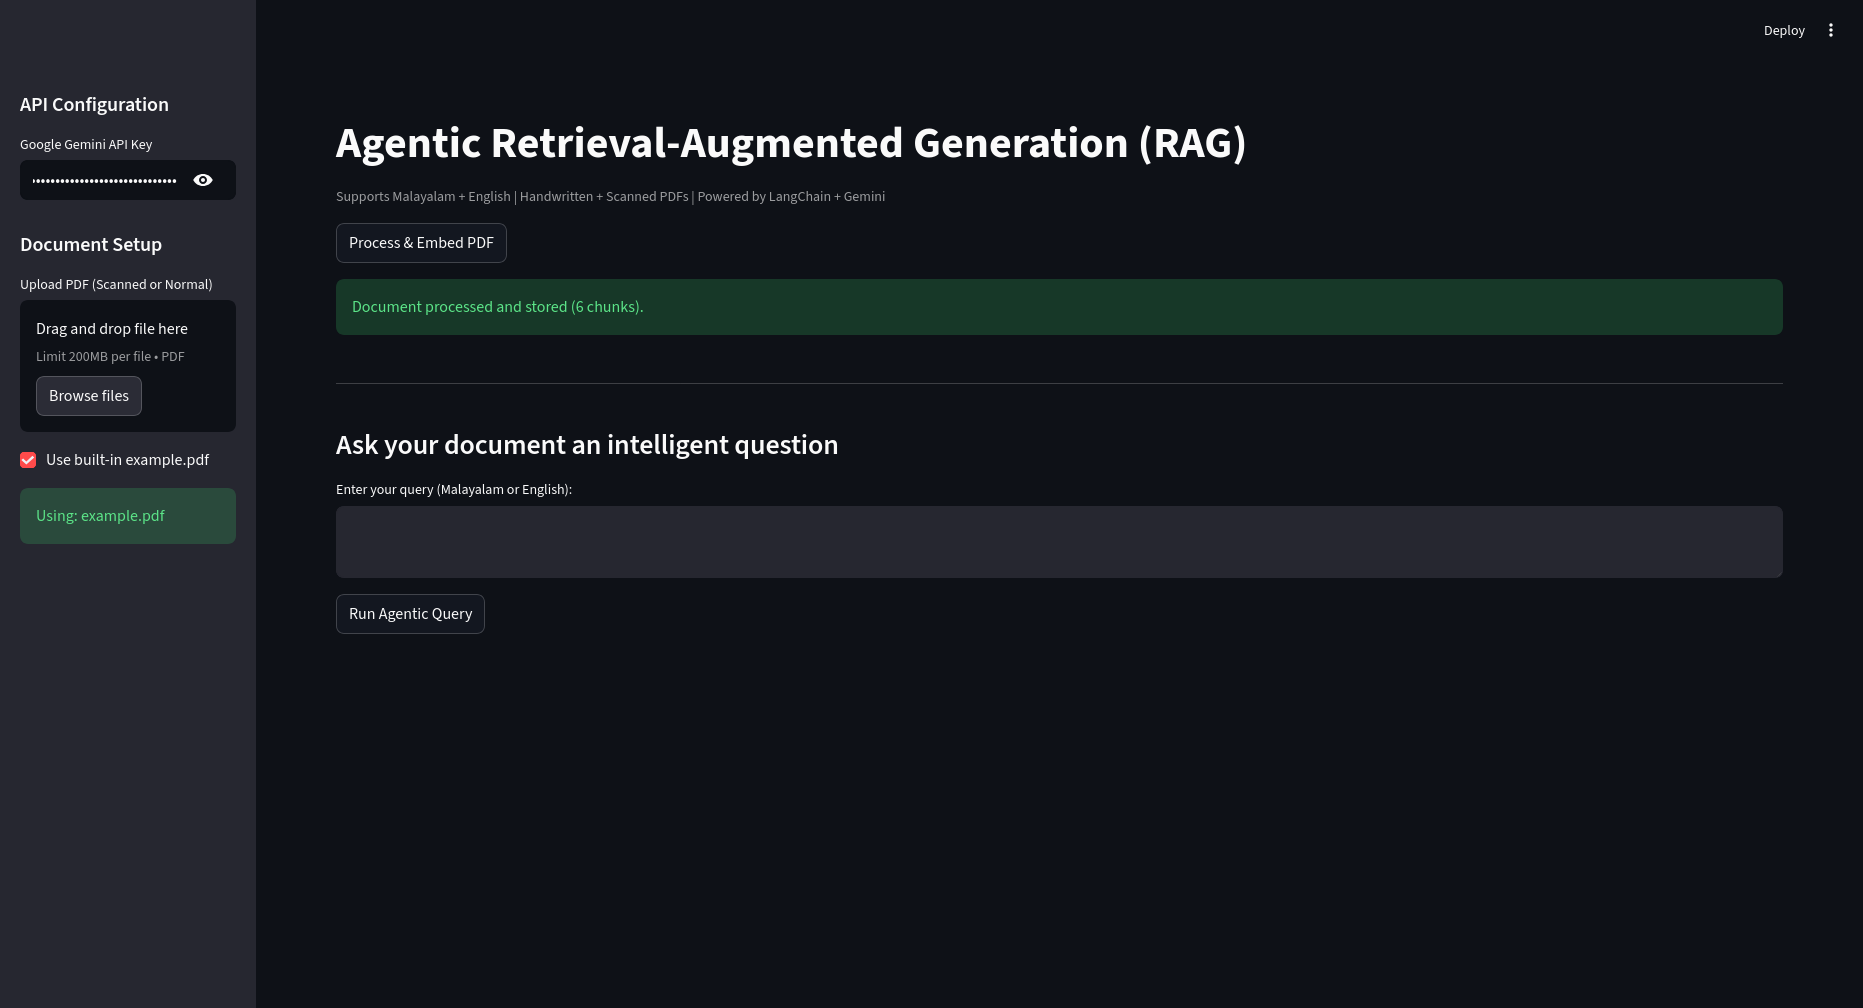 Deploy
API Configuration
Google Gemini API Key
Document Setup
Upload PDF (Scanned or Normal)
Drag and drop file here
Limit 200MB per file • PDF
Browse files
Use built-in example.pdf
Using: example.pdf
Agentic Retrieval-Augmented Generation (RAG)
Supports Malayalam + English | Handwritten + Scanned PDFs | Powered by LangChain + Gemini
Process & Embed PDF
Document processed and stored (6 chunks).
Ask your document an intelligent question
Enter your query (Malayalam or English):
Run Agentic Query